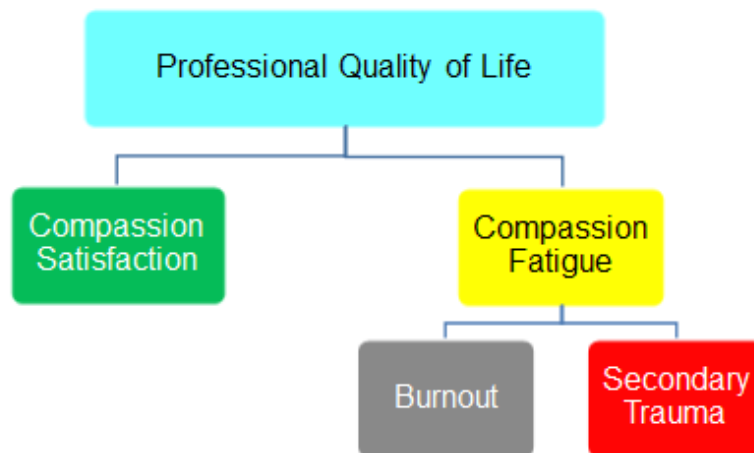 Professional Quality of Life
Compassion
Satisfaction
Compassion
Fatigue
Burnout
Secondary
Trauma